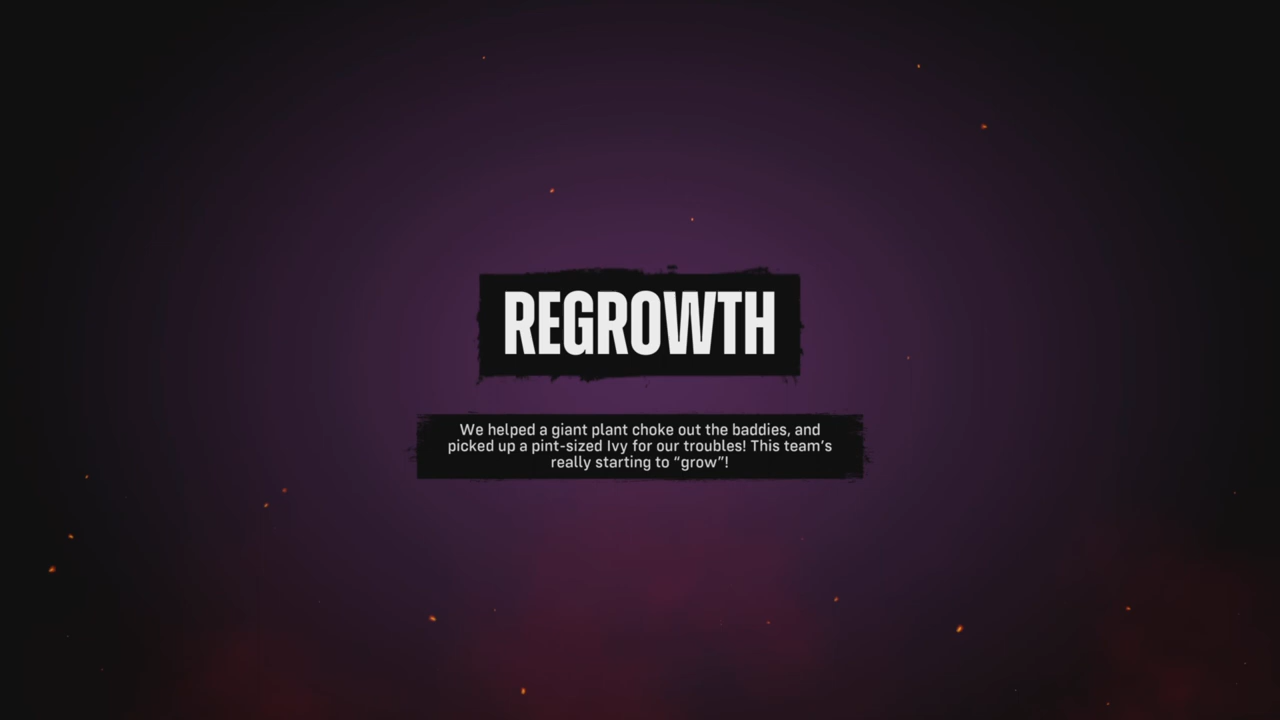 REGROWTH
We helped a giant plant choke out the baddies, and
picked up a pint-sized Ivy for our troubles! This team's
really starting to “grow”!